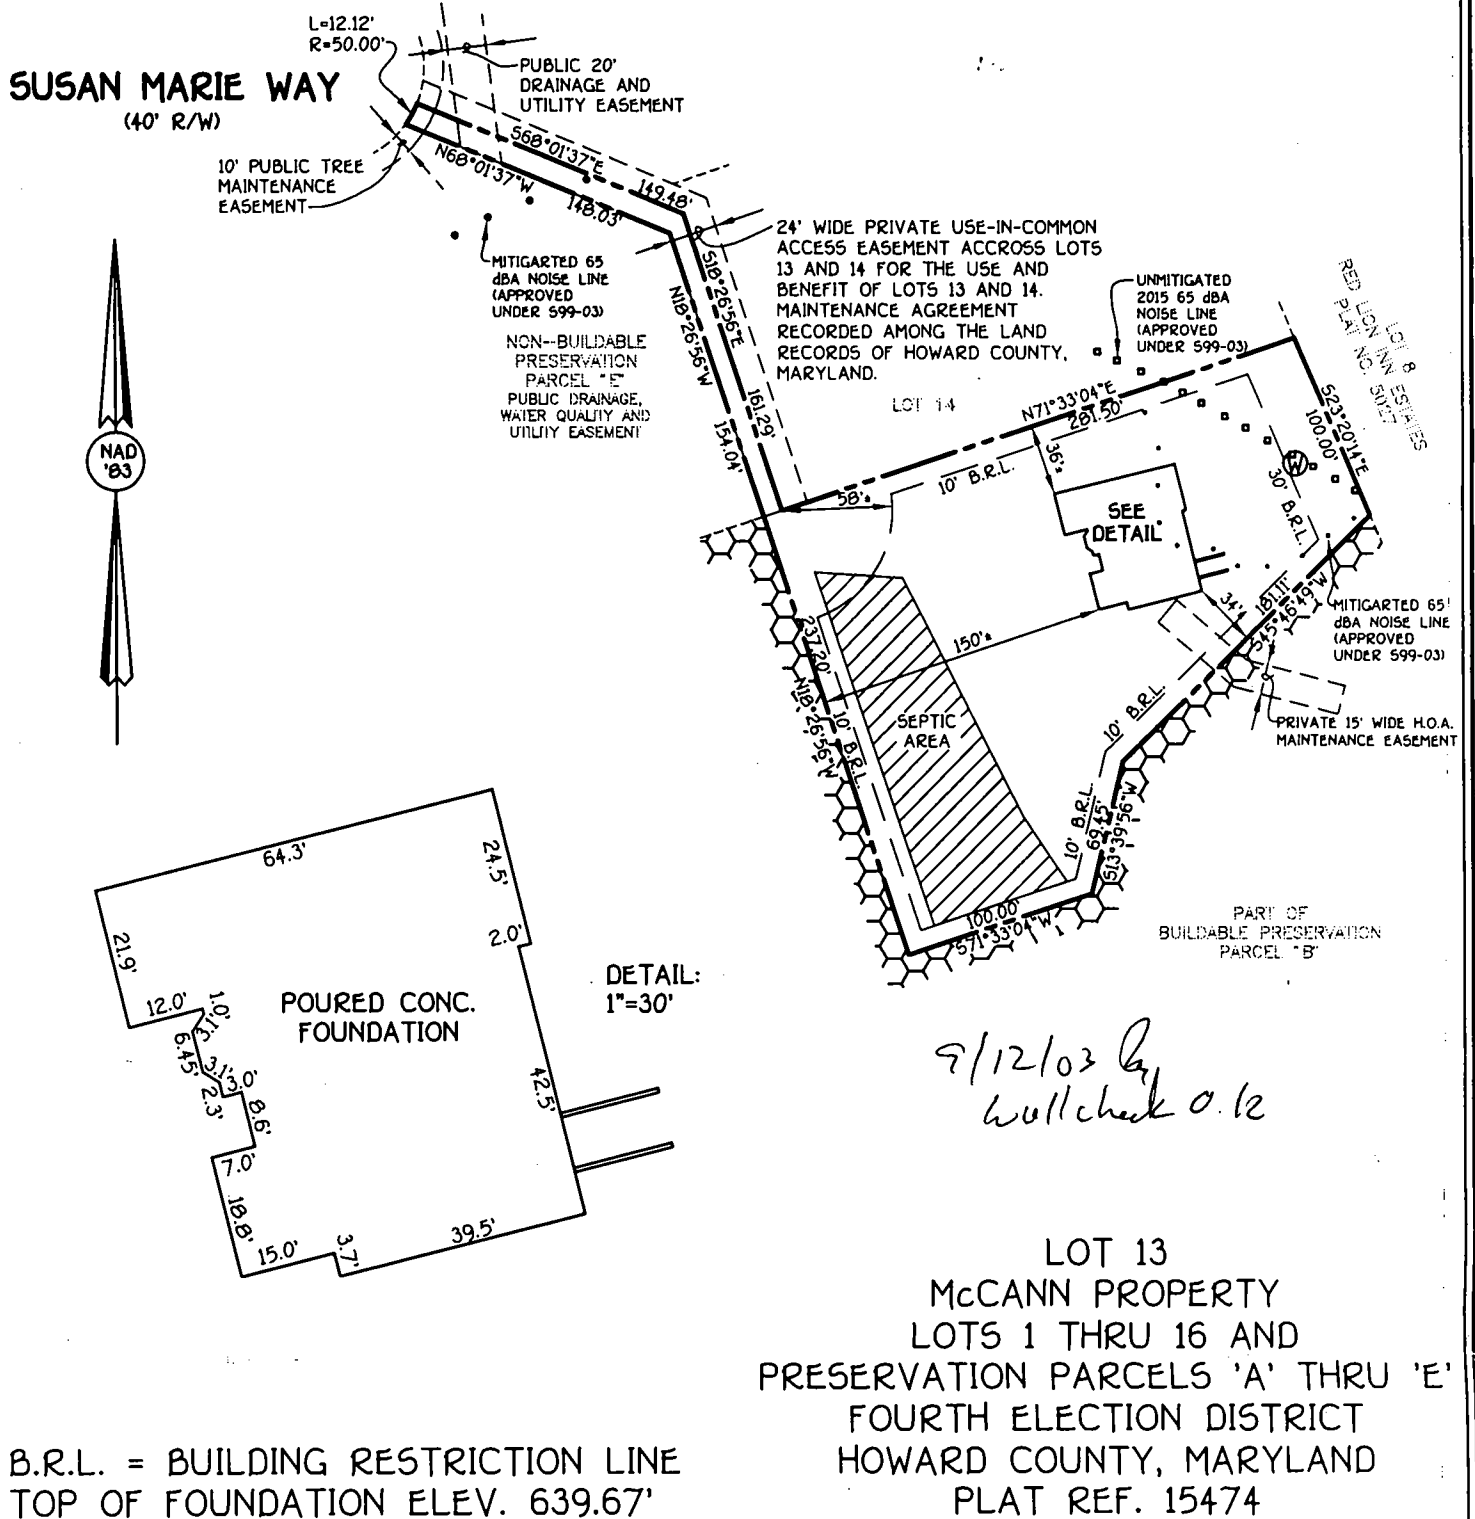 L=12.12'
R=50.00'
SUSAN MARIE WAY
(40' R/W)
PUBLIC 20'
DRAINAGE AND
UTILITY EASEMENT
10' PUBLIC TREE
MAINTENANCE
EASEMENT
S68°01'37"E
149.48'
N68°01'37"W
148.03'
MITIGARTED 65
dBA NOISE LINE
(APPROVED
UNDER S99-03)
NON--BUILDABLE
PRESERVATION
PARCEL "E"
PUBLIC DRAINAGE,
WATER QUALITY AND
UTILITY EASEMENT
S18°26'56"E
161.29'
N18°26'56"W
154.04'
24' WIDE PRIVATE USE-IN-COMMON
ACCESS EASEMENT ACCROSS LOTS
13 AND 14 FOR THE USE AND
BENEFIT OF LOTS 13 AND 14.
MAINTENANCE AGREEMENT
RECORDED AMONG THE LAND
RECORDS OF HOWARD COUNTY,
MARYLAND.
UNMITIGATED
2015 65 dBA
NOISE LINE
(APPROVED
UNDER S99-03)
LOT 8
RED LION INN ESTATES
PLAT NO. 5027
LOT 14
N71°33'04"E
281.50'
S23°20'14"E
100.00'
NAD
'83
36'±
58'±
10' B.R.L.
30' B.R.L.
W
SEE
DETAIL
34'±
181.11'
S45°46'49"W
MITIGARTED 65
dBA NOISE LINE
(APPROVED
UNDER S99-03)
150'±
237.20'
N18°26'56"W
10' B.R.L.
SEPTIC
AREA
10' B.R.L.
PRIVATE 15' WIDE H.O.A.
MAINTENANCE EASEMENT
10' B.R.L.
69.45'
S13°39'56"W
100.00'
S71°33'04"W
PART OF
BUILDABLE PRESERVATION
PARCEL "B"
64.3'
24.5'
21.9'
2.0'
12.0'
1.0'
3.1'
6.45'
3.1'
3.0'
2.3'
8.6'
7.0'
18.8'
15.0'
3.7'
39.5'
42.5'
POURED CONC.
FOUNDATION
DETAIL:
1"=30'
9/12/03
Wallcheck O.K
LOT 13
McCANN PROPERTY
LOTS 1 THRU 16 AND
PRESERVATION PARCELS 'A' THRU 'E'
FOURTH ELECTION DISTRICT
HOWARD COUNTY, MARYLAND
PLAT REF. 15474
B.R.L. = BUILDING RESTRICTION LINE
TOP OF FOUNDATION ELEV. 639.67'